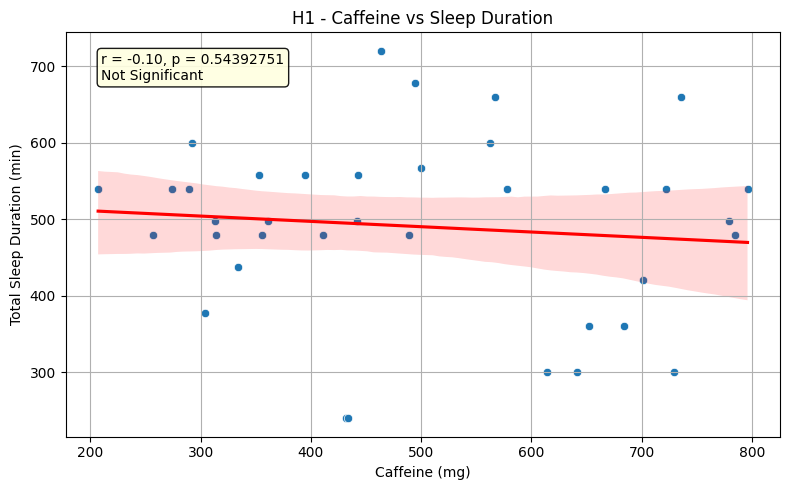 H1 - Caffeine vs Sleep Duration
r = -0.10, p = 0.54392751
Not Significant
Total Sleep Duration (min)
700
600
500
400
300
200 300 400 500 600 700 800
Caffeine (mg)